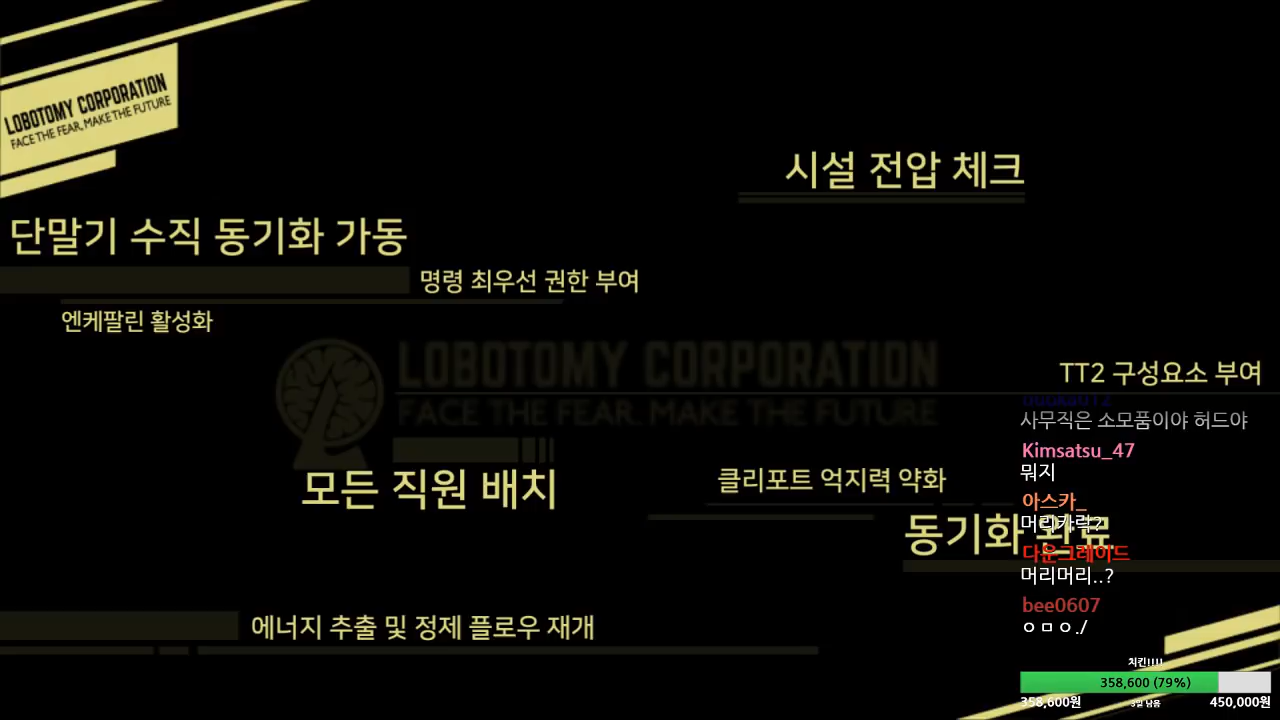 LOBOTOMY CORPORATION
FACE THE FEAR, MAKE THE FUTURE
시설 전압 체크
단말기 수직 동기화 가동
명령 최우선 권한 부여
엔케팔린 활성화
LOBOTOMY CORPORATION
FACE THE FEAR. MAKE THE FUTURE
TT2 구성요소 부여
사무직은 소모품이야 허드야
Kimsatsu_47
뭐지
모든 직원 배치
클리포트 억지력 약화
아스카_
머리카락?
동기화 완료
다운그레이드
머리머리..?
bee0607
ㅇㅁㅇ./
에너지 추출 및 정제 플로우 재개
치킨!!!!
358,600 (79%)
358,600원
450,000원